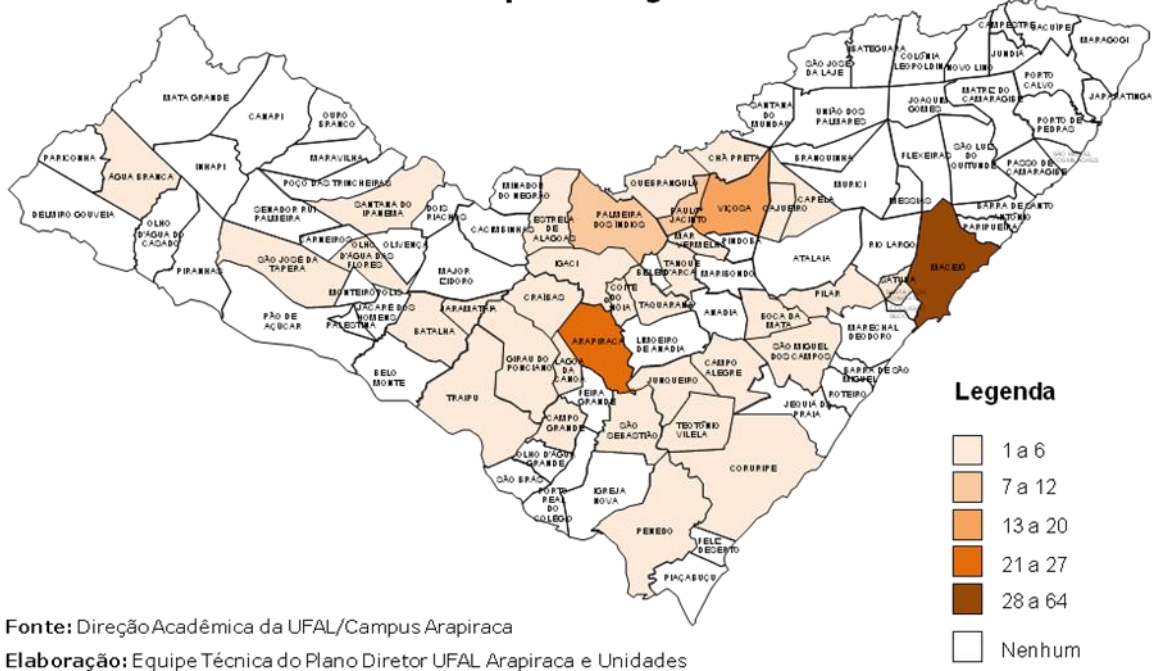 CAMPESTRE
JACUIPE
MARAGOGI
IBATEGUARA
COLÔNIA
LEOPOLDINA
NOVO LINO
JUNDIÁ
SÃO JOSÉ
DA LAJE
PORTO
CALVO
MATA GRANDE
MATRIZ DO
CAMARAGIBE
JAPARATINGA
CANAPI
OURO
BRANCO
SANTANA
DO
MUNDAU
UNIÃO DOS
PALMARES
JOAQUIM
GOMES
PORTO DE
PEDRAS
PARICONHA
INHAPI
MARAVILHA
CHÃ PRETA
BRANQUINHA
FLEXEIRAS
SÃO LUIZ
DO
QUITUNDE
PASSO DE
CAMARAGIBE
ÁGUA BRANCA
POÇO DAS TRINCHEIRAS
MINADOR
DO NEGRÃO
QUEBRANGULO
MURICI
DELMIRO GOUVEIA
OLHO
D'ÁGUA DO
CASADO
SENADOR RUI
PALMEIRA
SANTANA DO
IPANEMA
DOIS
RIACHOS
CACIMBINHAS
ESTRELA
DE
ALAGOAS
PALMEIRA
DOS ÍNDIOS
PAULO
JACINTO
VIÇOSA
CAJUEIRO
CAPELA
MESSIAS
BARRA DE SANTO
ANTONIO
PARIPUEIRA
PIRANHAS
CARNEIROS
OLHO
D'ÁGUA DAS
FLORES
OLIVENÇA
MAR
VERMELHO
PINDOBA
ATALAIA
RIO LARGO
MACEIÓ
SÃO JOSÉ DA
TAPERA
MAJOR
IZIDORO
IGACI
BELÉM
TANQUE
D'ARCA
MARIBONDO
SATUBA
MONTEIRÓPOLIS
CRAÍBAS
COITÉ
DO
NOIA
TAQUARANA
ANADIA
PILAR
PÃO DE
AÇUCAR
PALESTINA
JACARÉ DOS
HOMENS
BATALHA
JARAMATAIA
ARAPIRACA
LIMOEIRO
DE ANADIA
BOCA DA
MATA
MARECHAL
DEODORO
BELO
MONTE
GIRAU DO
PONCIANO
LAGOA
DA
CANOA
SÃO MIGUEL
DOS CAMPOS
CAMPO
ALEGRE
BARRA DE SÃO
MIGUEL
ROTEIRO
TRAIPU
FEIRA
GRANDE
JUNQUEIRO
JEQUIÁ DA
PRAIA
CAMPO
GRANDE
SÃO
SEBASTIÃO
TEOTÔNIO
VILELA
OLHO D'ÁGUA
GRANDE
SÃO BRÁS
CORURIPE
PORTO
REAL
DO
COLEGIO
IGREJA
NOVA
PENEDO
FELIZ
DESERTO
PIAÇABUÇU
Legenda
1 a 6
7 a 12
13 a 20
21 a 27
28 a 64
Nenhum
Fonte: Direção Acadêmica da UFAL/Campus Arapiraca
Elaboração: Equipe Técnica do Plano Diretor UFAL Arapiraca e Unidades